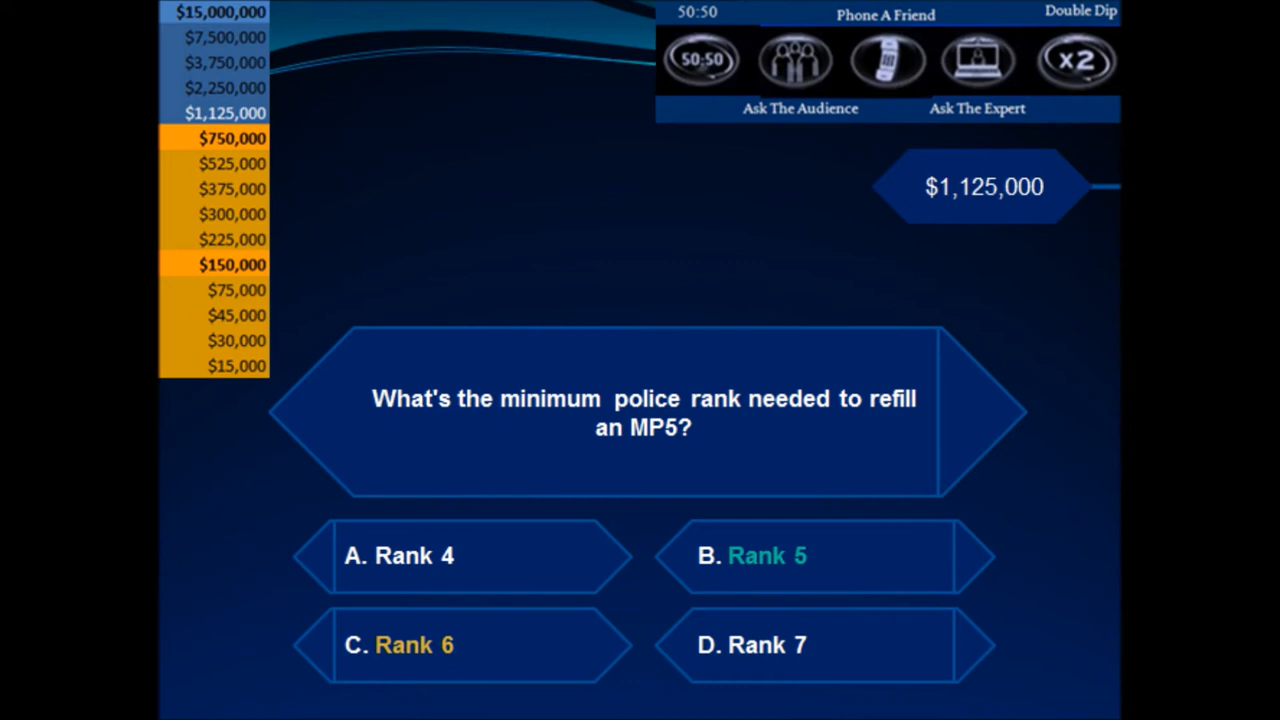 $15,000,000
$7,500,000
$3,750,000
$2,250,000
$1,125,000
$750,000
$525,000
$375,000
$300,000
$225,000
$150,000
$75,000
$45,000
$30,000
$15,000
50:50 Phone A Friend Double Dip
50:50 x2
Ask The Audience Ask The Expert
$1,125,000
What's the minimum police rank needed to refill
an MP5?
A. Rank 4 B. Rank 5
C. Rank 6 D. Rank 7